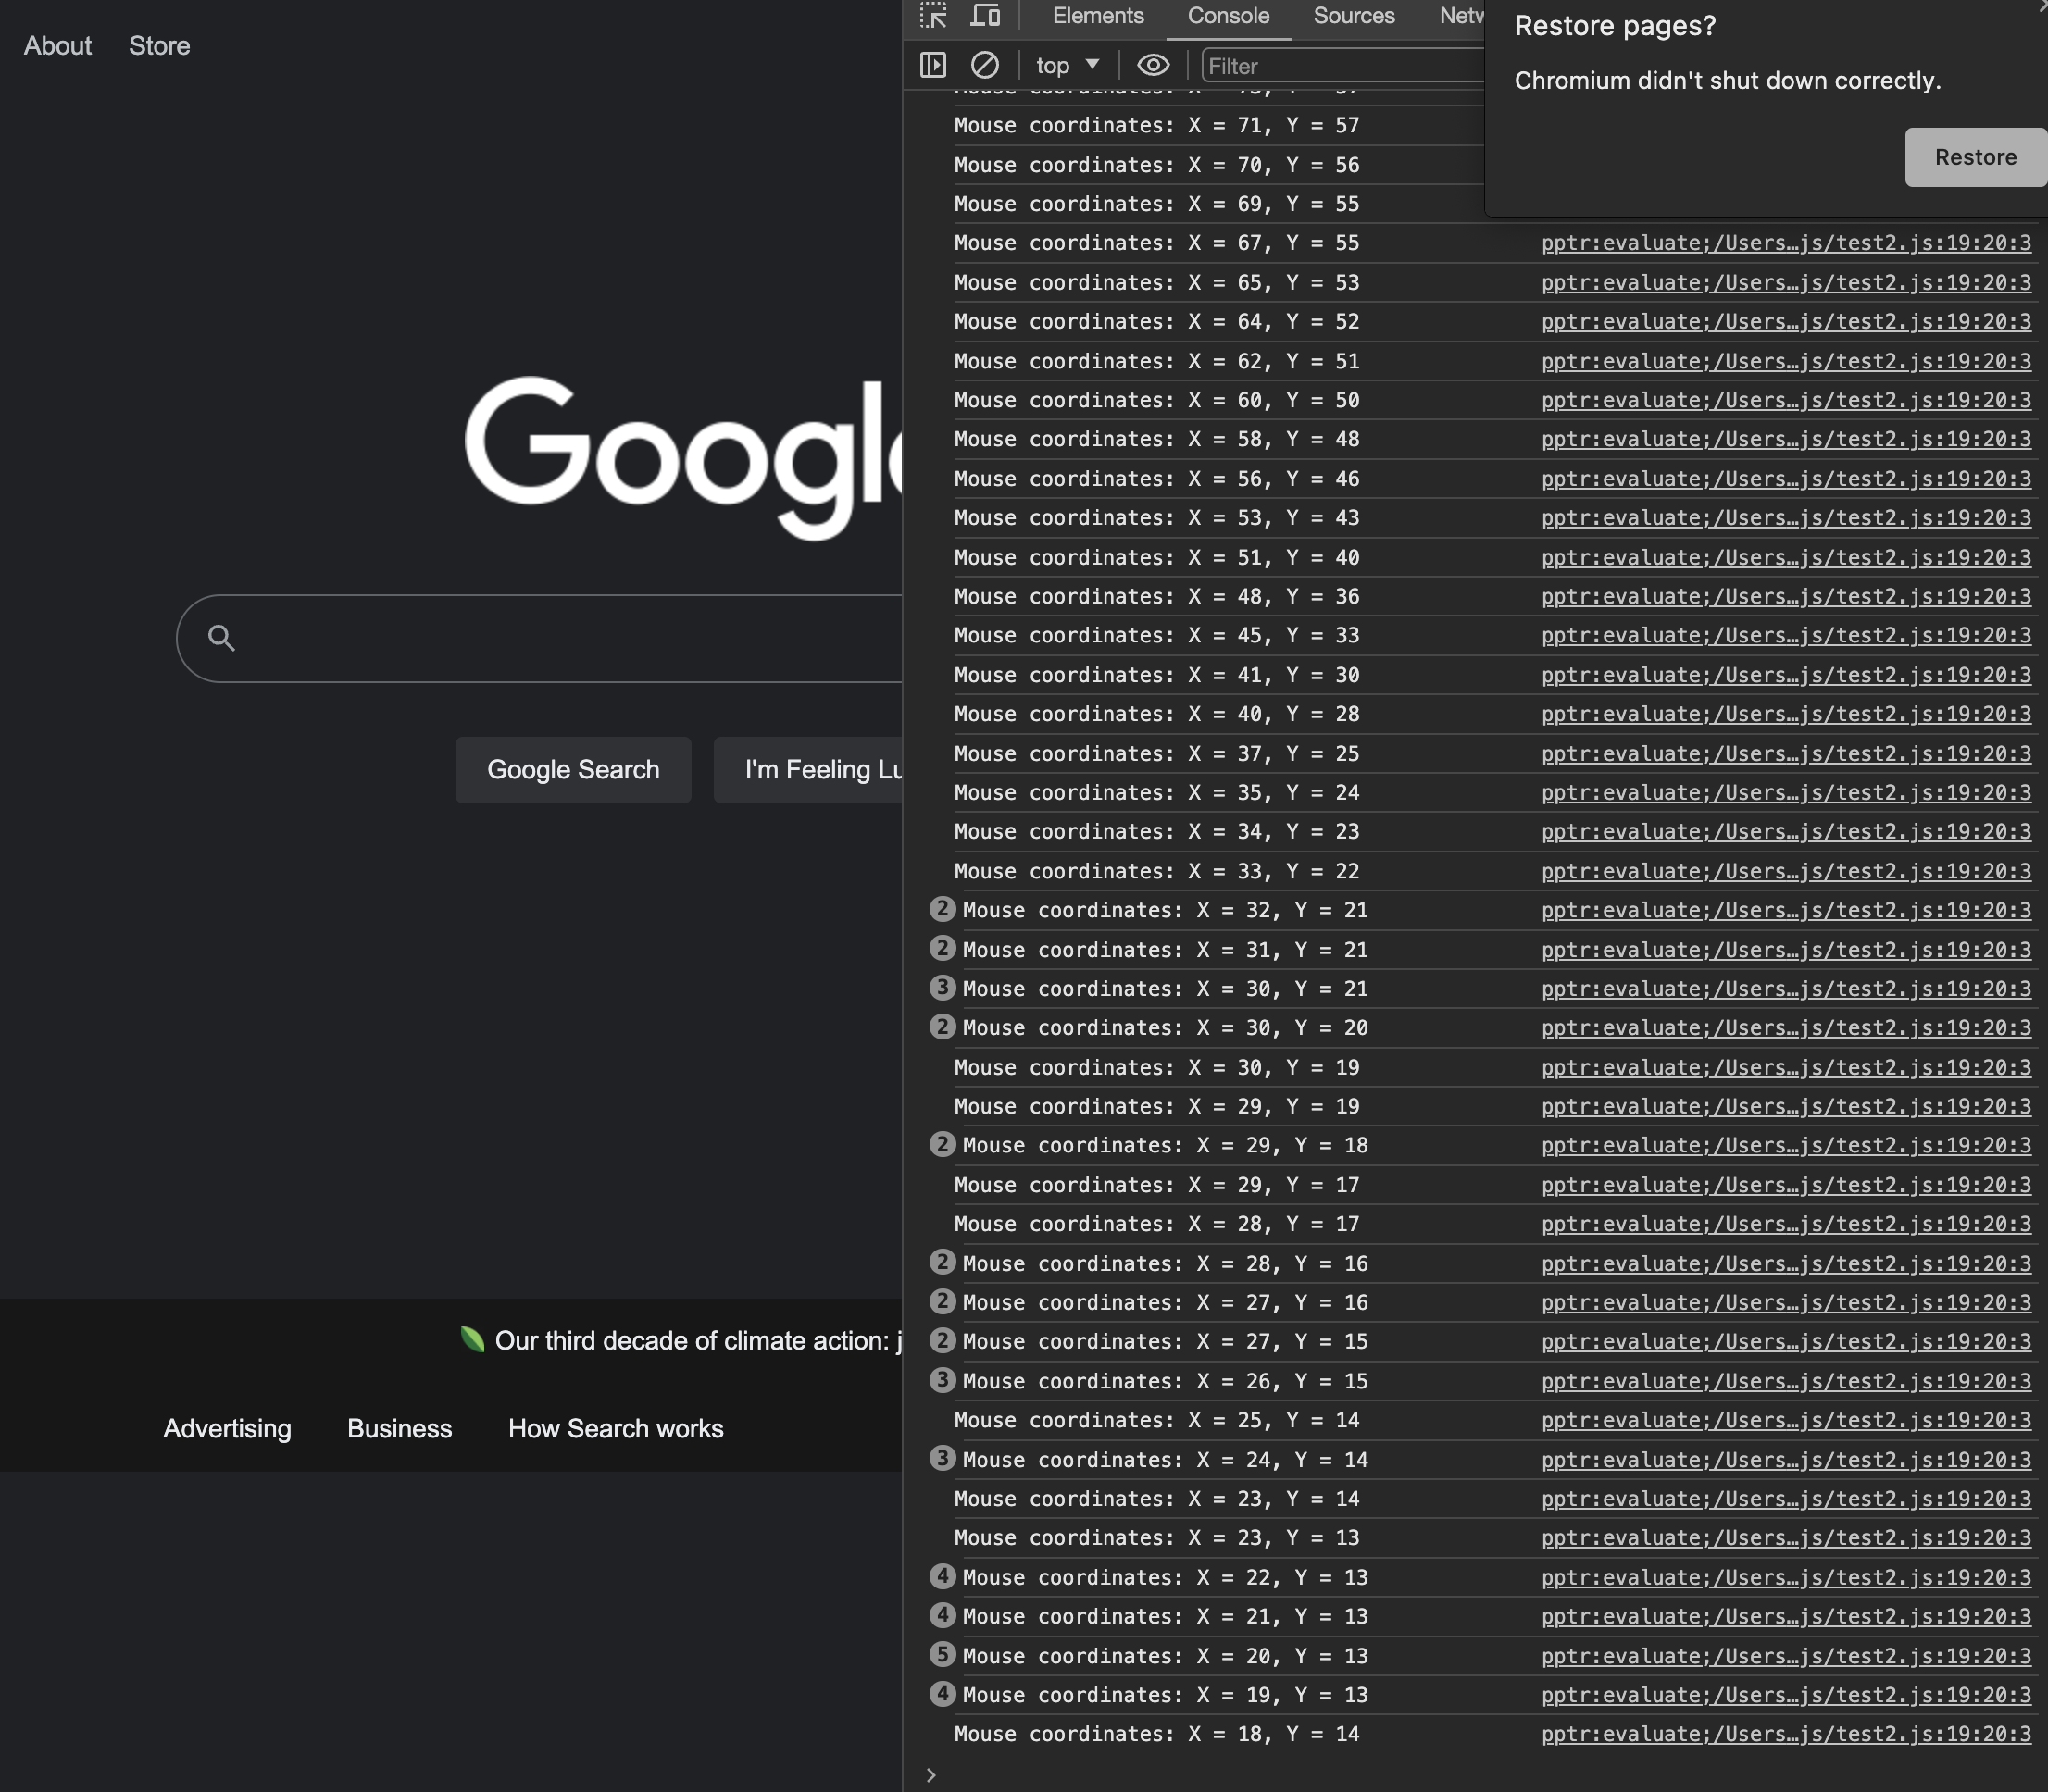 About Store
Google
Google Search I'm Feeling Lu
Our third decade of climate action: j
Advertising Business How Search works
Elements Console Sources Netw
top Filter
Restore pages?
Chromium didn't shut down correctly.
Restore
Mouse coordinates: X = 71, Y = 57
Mouse coordinates: X = 70, Y = 56
Mouse coordinates: X = 69, Y = 55
Mouse coordinates: X = 67, Y = 55 pptr:evaluate;/Users…js/test2.js:19:20:3
Mouse coordinates: X = 65, Y = 53 pptr:evaluate;/Users…js/test2.js:19:20:3
Mouse coordinates: X = 64, Y = 52 pptr:evaluate;/Users…js/test2.js:19:20:3
Mouse coordinates: X = 62, Y = 51 pptr:evaluate;/Users…js/test2.js:19:20:3
Mouse coordinates: X = 60, Y = 50 pptr:evaluate;/Users…js/test2.js:19:20:3
Mouse coordinates: X = 58, Y = 48 pptr:evaluate;/Users…js/test2.js:19:20:3
Mouse coordinates: X = 56, Y = 46 pptr:evaluate;/Users…js/test2.js:19:20:3
Mouse coordinates: X = 53, Y = 43 pptr:evaluate;/Users…js/test2.js:19:20:3
Mouse coordinates: X = 51, Y = 40 pptr:evaluate;/Users…js/test2.js:19:20:3
Mouse coordinates: X = 48, Y = 36 pptr:evaluate;/Users…js/test2.js:19:20:3
Mouse coordinates: X = 45, Y = 33 pptr:evaluate;/Users…js/test2.js:19:20:3
Mouse coordinates: X = 41, Y = 30 pptr:evaluate;/Users…js/test2.js:19:20:3
Mouse coordinates: X = 40, Y = 28 pptr:evaluate;/Users…js/test2.js:19:20:3
Mouse coordinates: X = 37, Y = 25 pptr:evaluate;/Users…js/test2.js:19:20:3
Mouse coordinates: X = 35, Y = 24 pptr:evaluate;/Users…js/test2.js:19:20:3
Mouse coordinates: X = 34, Y = 23 pptr:evaluate;/Users…js/test2.js:19:20:3
Mouse coordinates: X = 33, Y = 22 pptr:evaluate;/Users…js/test2.js:19:20:3
2 Mouse coordinates: X = 32, Y = 21 pptr:evaluate;/Users…js/test2.js:19:20:3
2 Mouse coordinates: X = 31, Y = 21 pptr:evaluate;/Users…js/test2.js:19:20:3
3 Mouse coordinates: X = 30, Y = 21 pptr:evaluate;/Users…js/test2.js:19:20:3
2 Mouse coordinates: X = 30, Y = 20 pptr:evaluate;/Users…js/test2.js:19:20:3
Mouse coordinates: X = 30, Y = 19 pptr:evaluate;/Users…js/test2.js:19:20:3
Mouse coordinates: X = 29, Y = 19 pptr:evaluate;/Users…js/test2.js:19:20:3
2 Mouse coordinates: X = 29, Y = 18 pptr:evaluate;/Users…js/test2.js:19:20:3
Mouse coordinates: X = 29, Y = 17 pptr:evaluate;/Users…js/test2.js:19:20:3
Mouse coordinates: X = 28, Y = 17 pptr:evaluate;/Users…js/test2.js:19:20:3
2 Mouse coordinates: X = 28, Y = 16 pptr:evaluate;/Users…js/test2.js:19:20:3
2 Mouse coordinates: X = 27, Y = 16 pptr:evaluate;/Users…js/test2.js:19:20:3
2 Mouse coordinates: X = 27, Y = 15 pptr:evaluate;/Users…js/test2.js:19:20:3
3 Mouse coordinates: X = 26, Y = 15 pptr:evaluate;/Users…js/test2.js:19:20:3
Mouse coordinates: X = 25, Y = 14 pptr:evaluate;/Users…js/test2.js:19:20:3
3 Mouse coordinates: X = 24, Y = 14 pptr:evaluate;/Users…js/test2.js:19:20:3
Mouse coordinates: X = 23, Y = 14 pptr:evaluate;/Users…js/test2.js:19:20:3
Mouse coordinates: X = 23, Y = 13 pptr:evaluate;/Users…js/test2.js:19:20:3
4 Mouse coordinates: X = 22, Y = 13 pptr:evaluate;/Users…js/test2.js:19:20:3
4 Mouse coordinates: X = 21, Y = 13 pptr:evaluate;/Users…js/test2.js:19:20:3
5 Mouse coordinates: X = 20, Y = 13 pptr:evaluate;/Users…js/test2.js:19:20:3
4 Mouse coordinates: X = 19, Y = 13 pptr:evaluate;/Users…js/test2.js:19:20:3
Mouse coordinates: X = 18, Y = 14 pptr:evaluate;/Users…js/test2.js:19:20:3